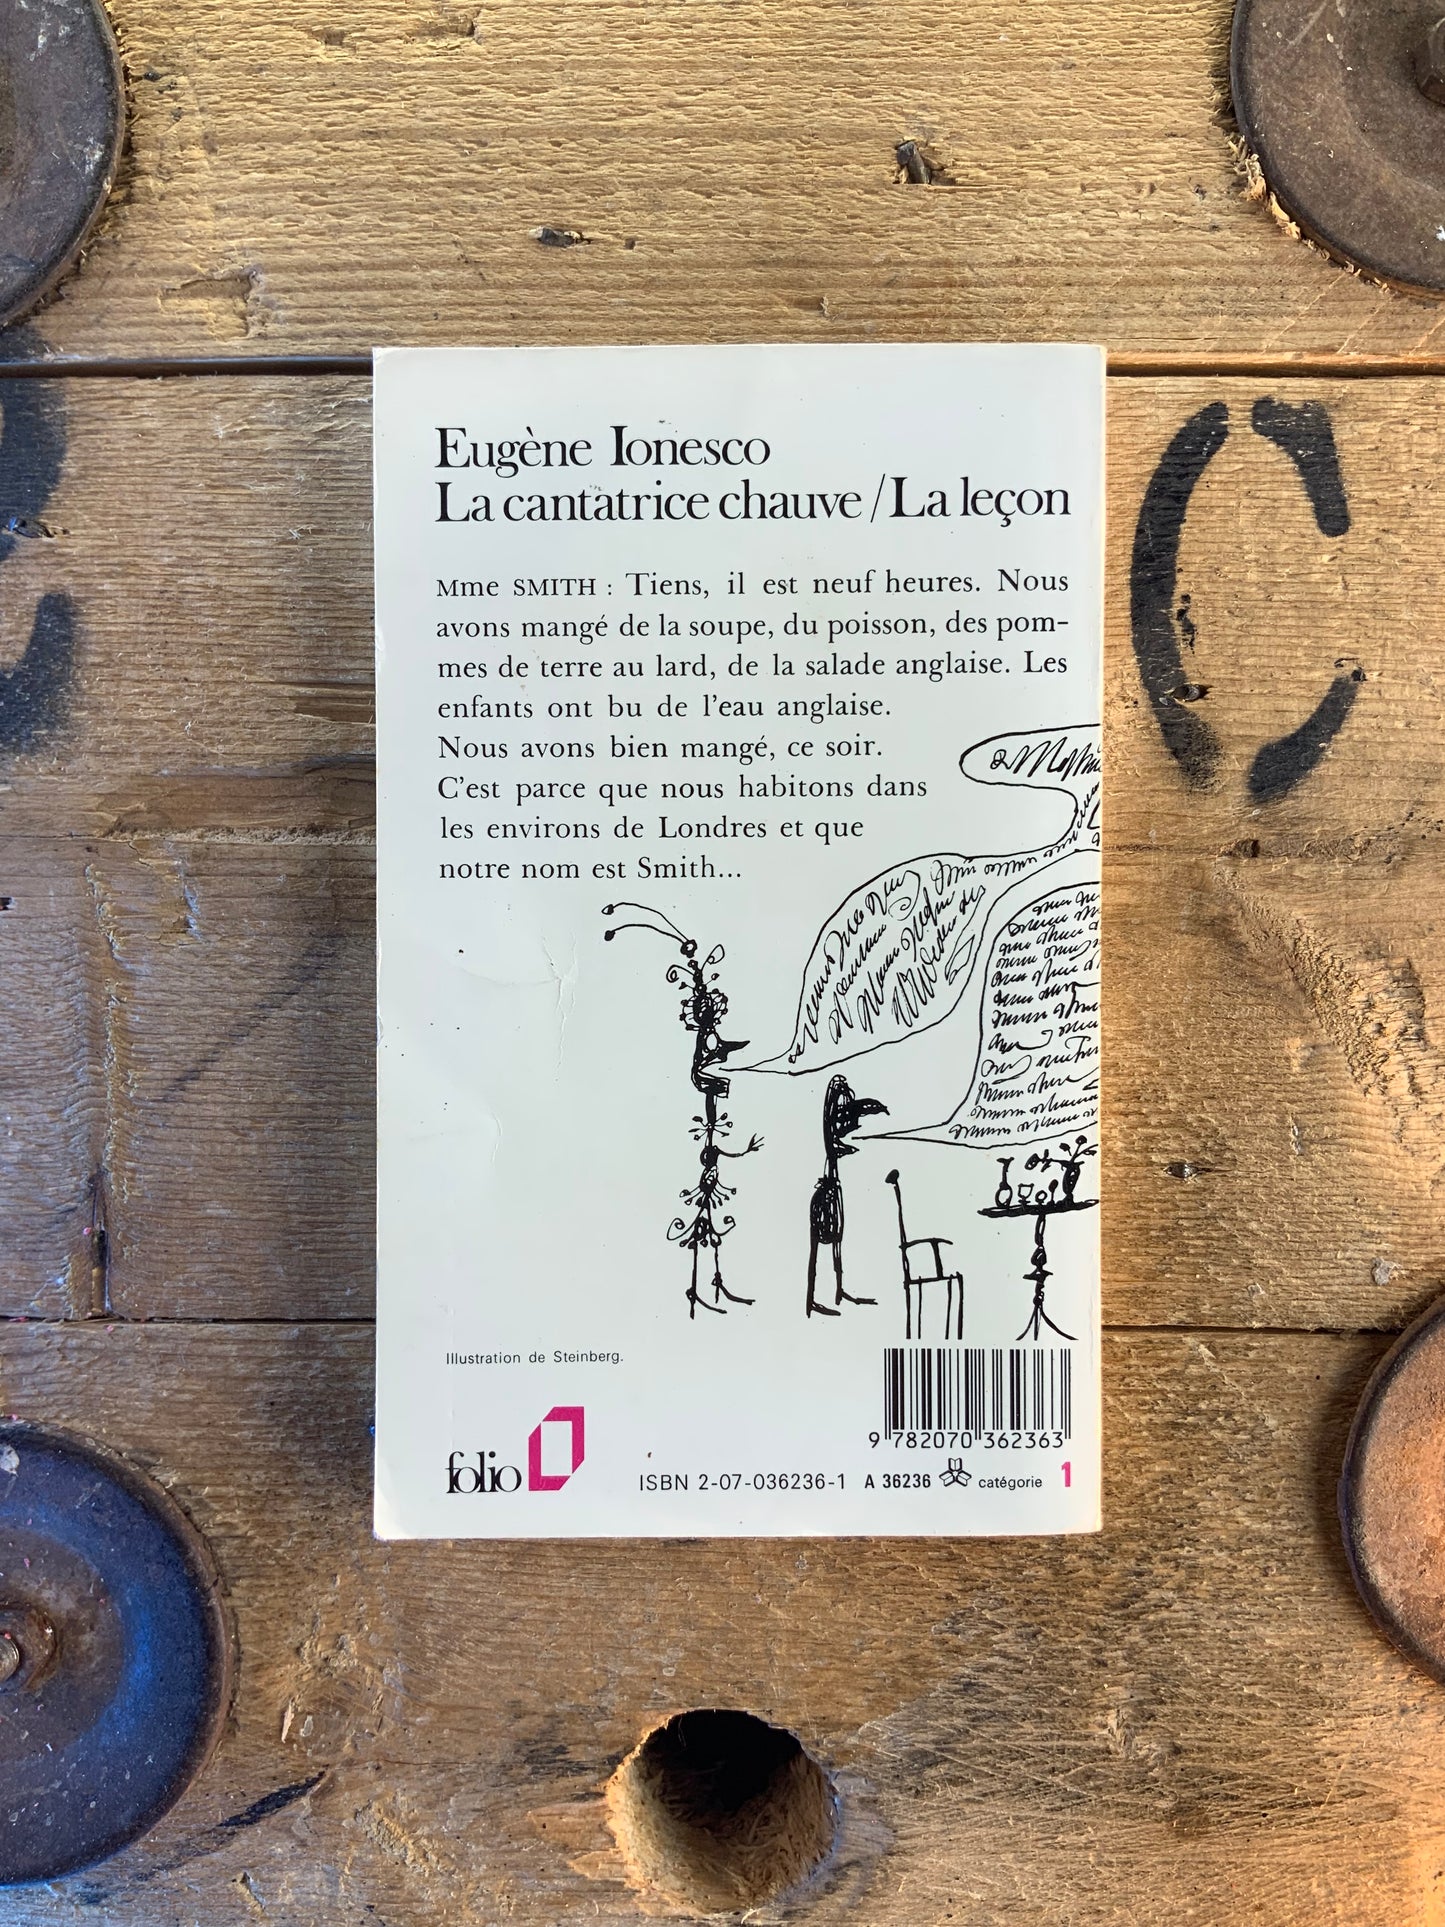 Eugène Ionesco
La cantatrice chauve / La leçon
Mme SMITH : Tiens, il est neuf heures. Nous
avons mangé de la soupe, du poisson, des pom-
mes de terre au lard, de la salade anglaise. Les
enfants ont bu de l'eau anglaise.
Nous avons bien mangé, ce soir.
C'est parce que nous habitons dans
les environs de Londres et que
notre nom est Smith...
Illustration de Steinberg.
9 782070 362363
folio
ISBN 2-07-036236-1 A 36236 catégorie 1
C